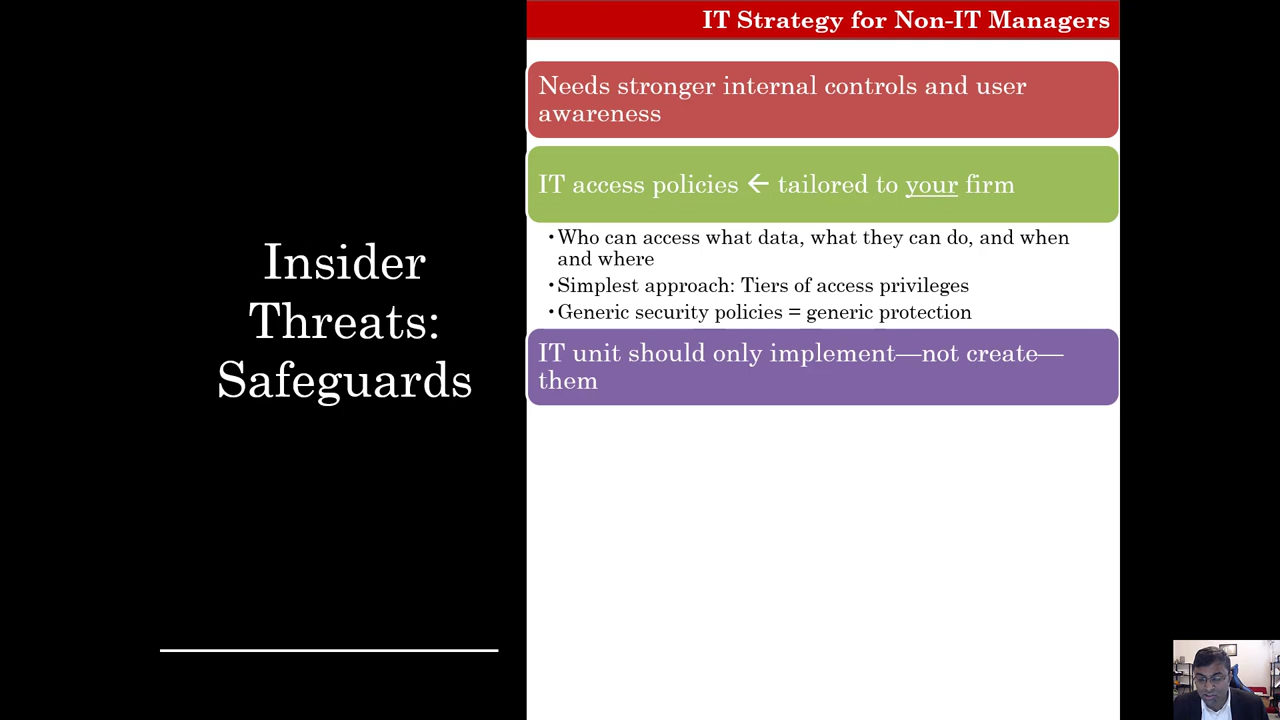 IT Strategy for Non-IT Managers
Insider
Threats:
Safeguards
Needs stronger internal controls and user
awareness
IT access policies ← tailored to your firm
•Who can access what data, what they can do, and when
and where
•Simplest approach: Tiers of access privileges
•Generic security policies = generic protection
IT unit should only implement—not create—
them